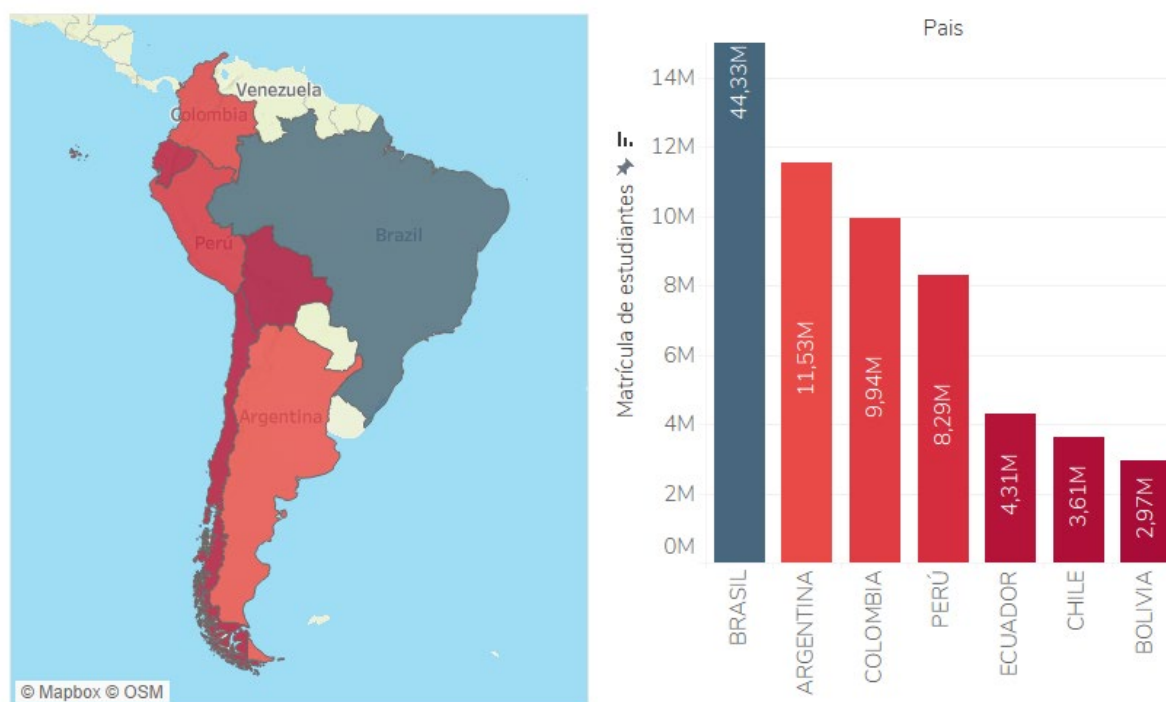 Venezuela
Colombia
Perú
Brazil
Argentina
© Mapbox © OSM
Pais
Matrícula de estudiantes
14M
12M
10M
8M
6M
4M
2M
0M
44,33M
11,53M
9,94M
8,29M
4,31M
3,61M
2,97M
BRASIL
ARGENTINA
COLOMBIA
PERÚ
ECUADOR
CHILE
BOLIVIA